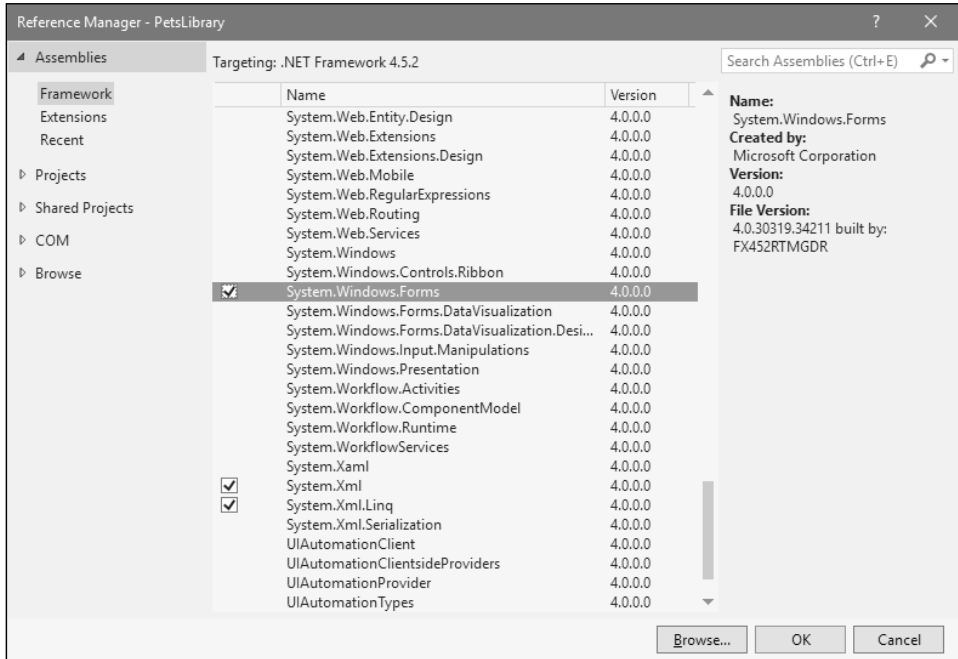 Reference Manager - PetsLibrary ? ✕
Assemblies
Framework
Extensions
Recent
Projects
Shared Projects
COM
Browse
Targeting: .NET Framework 4.5.2
Name Version
System.Web.Entity.Design 4.0.0.0
System.Web.Extensions 4.0.0.0
System.Web.Extensions.Design 4.0.0.0
System.Web.Mobile 4.0.0.0
System.Web.RegularExpressions 4.0.0.0
System.Web.Routing 4.0.0.0
System.Web.Services 4.0.0.0
System.Windows 4.0.0.0
System.Windows.Controls.Ribbon 4.0.0.0
System.Windows.Forms 4.0.0.0
System.Windows.Forms.DataVisualization 4.0.0.0
System.Windows.Forms.DataVisualization.Desi... 4.0.0.0
System.Windows.Input.Manipulations 4.0.0.0
System.Windows.Presentation 4.0.0.0
System.Workflow.Activities 4.0.0.0
System.Workflow.ComponentModel 4.0.0.0
System.Workflow.Runtime 4.0.0.0
System.WorkflowServices 4.0.0.0
System.Xaml 4.0.0.0
System.Xml 4.0.0.0
System.Xml.Linq 4.0.0.0
System.Xml.Serialization 4.0.0.0
UIAutomationClient 4.0.0.0
UIAutomationClientsideProviders 4.0.0.0
UIAutomationProvider 4.0.0.0
UIAutomationTypes 4.0.0.0
Search Assemblies (Ctrl+E)
Name:
System.Windows.Forms
Created by:
Microsoft Corporation
Version:
4.0.0.0
File Version:
4.0.30319.34211 built by:
FX452RTMGDR
Browse... OK Cancel